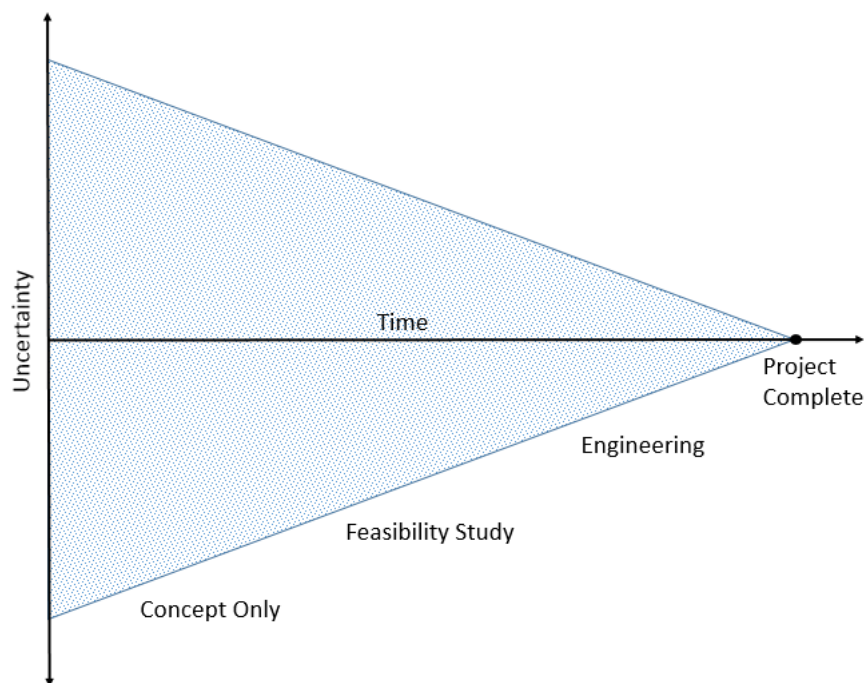 Uncertainty
Time
Project
Complete
Engineering
Feasibility Study
Concept Only